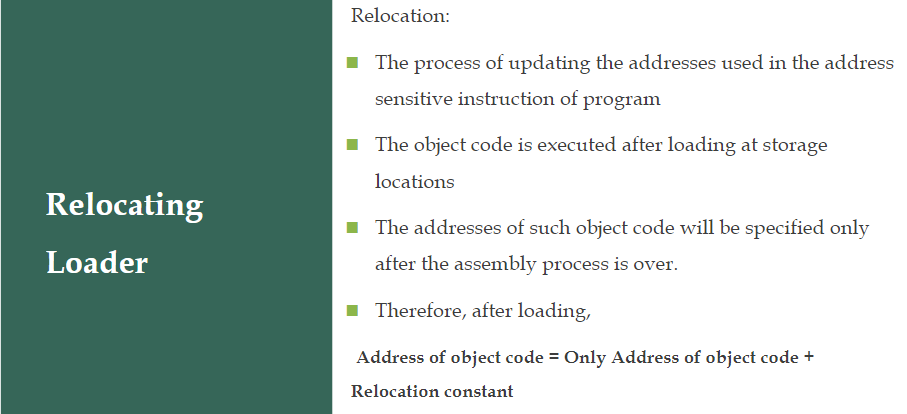 Relocating
Loader
Relocation:
The process of updating the addresses used in the address
sensitive instruction of program
The object code is executed after loading at storage
locations
The addresses of such object code will be specified only
after the assembly process is over.
Therefore, after loading,
Address of object code = Only Address of object code +
Relocation constant